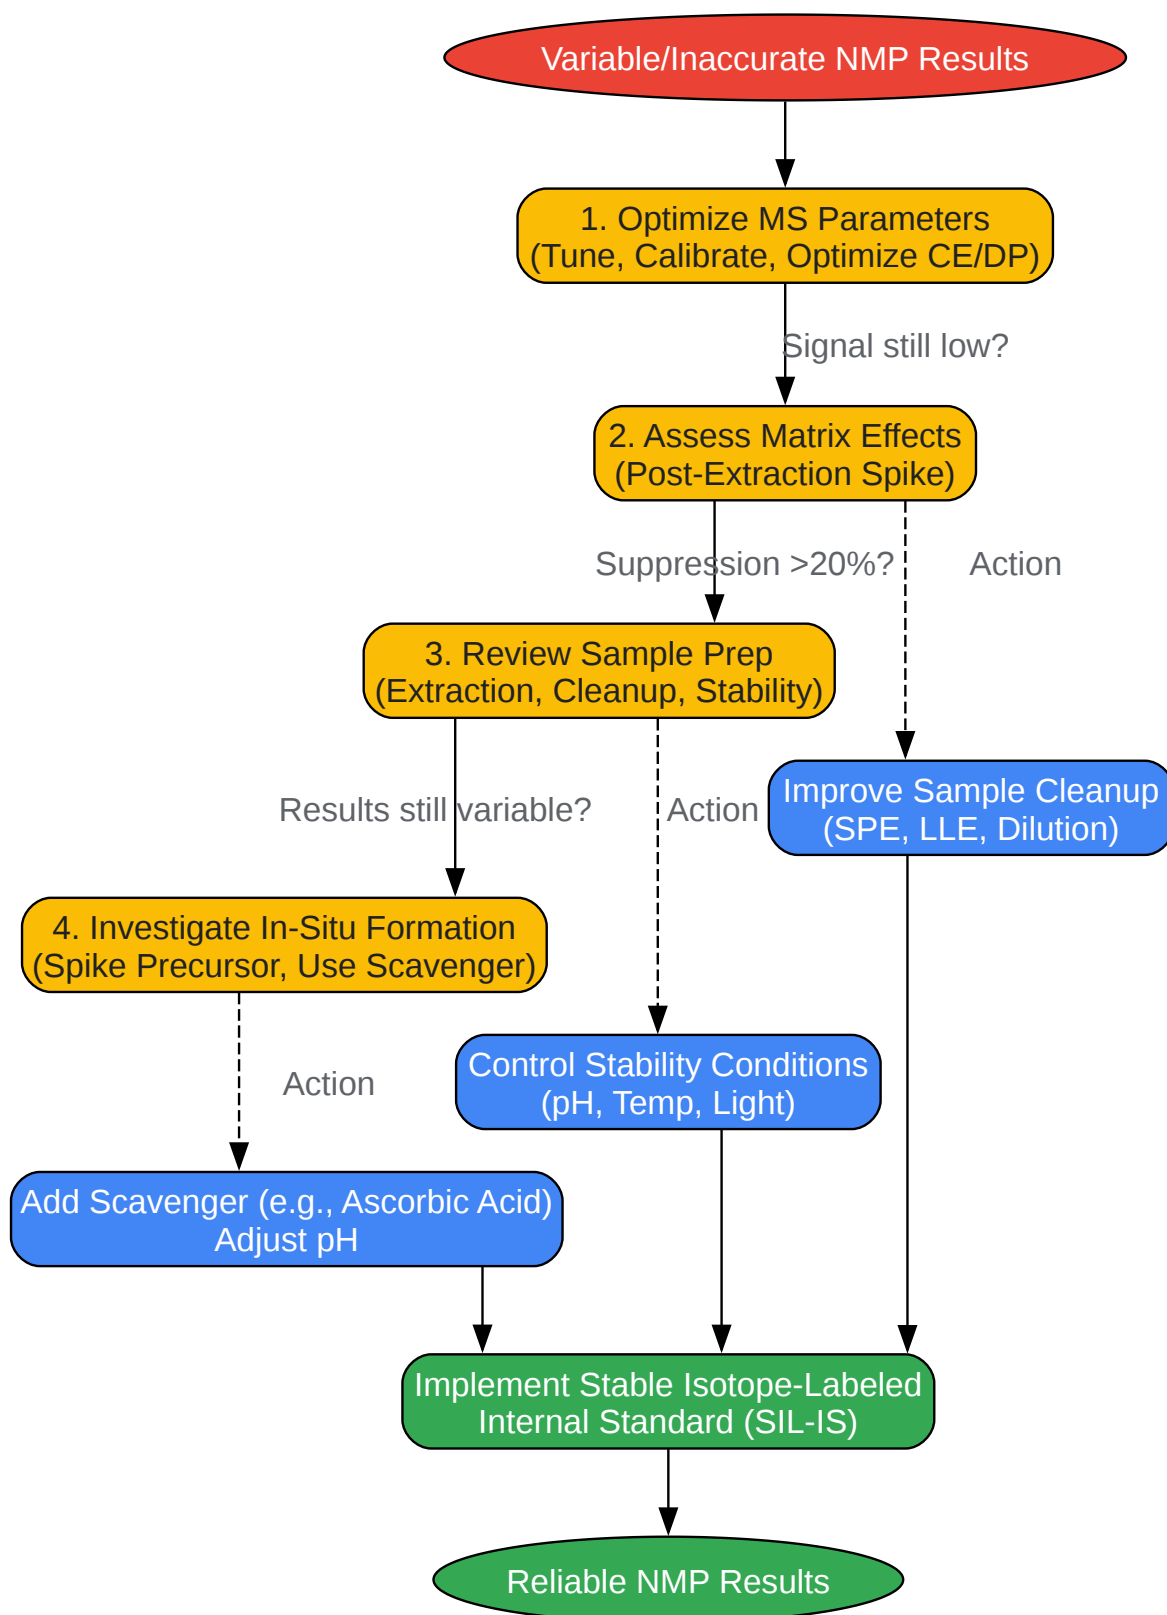 Variable/Inaccurate NMP Results
1. Optimize MS Parameters
(Tune, Calibrate, Optimize CE/DP)
Signal still low?
2. Assess Matrix Effects
(Post-Extraction Spike)
Suppression >20%?
Action
3. Review Sample Prep
(Extraction, Cleanup, Stability)
Results still variable?
Action
Improve Sample Cleanup
(SPE, LLE, Dilution)
4. Investigate In-Situ Formation
(Spike Precursor, Use Scavenger)
Action
Control Stability Conditions
(pH, Temp, Light)
Add Scavenger (e.g., Ascorbic Acid)
Adjust pH
Implement Stable Isotope-Labeled
Internal Standard (SIL-IS)
Reliable NMP Results